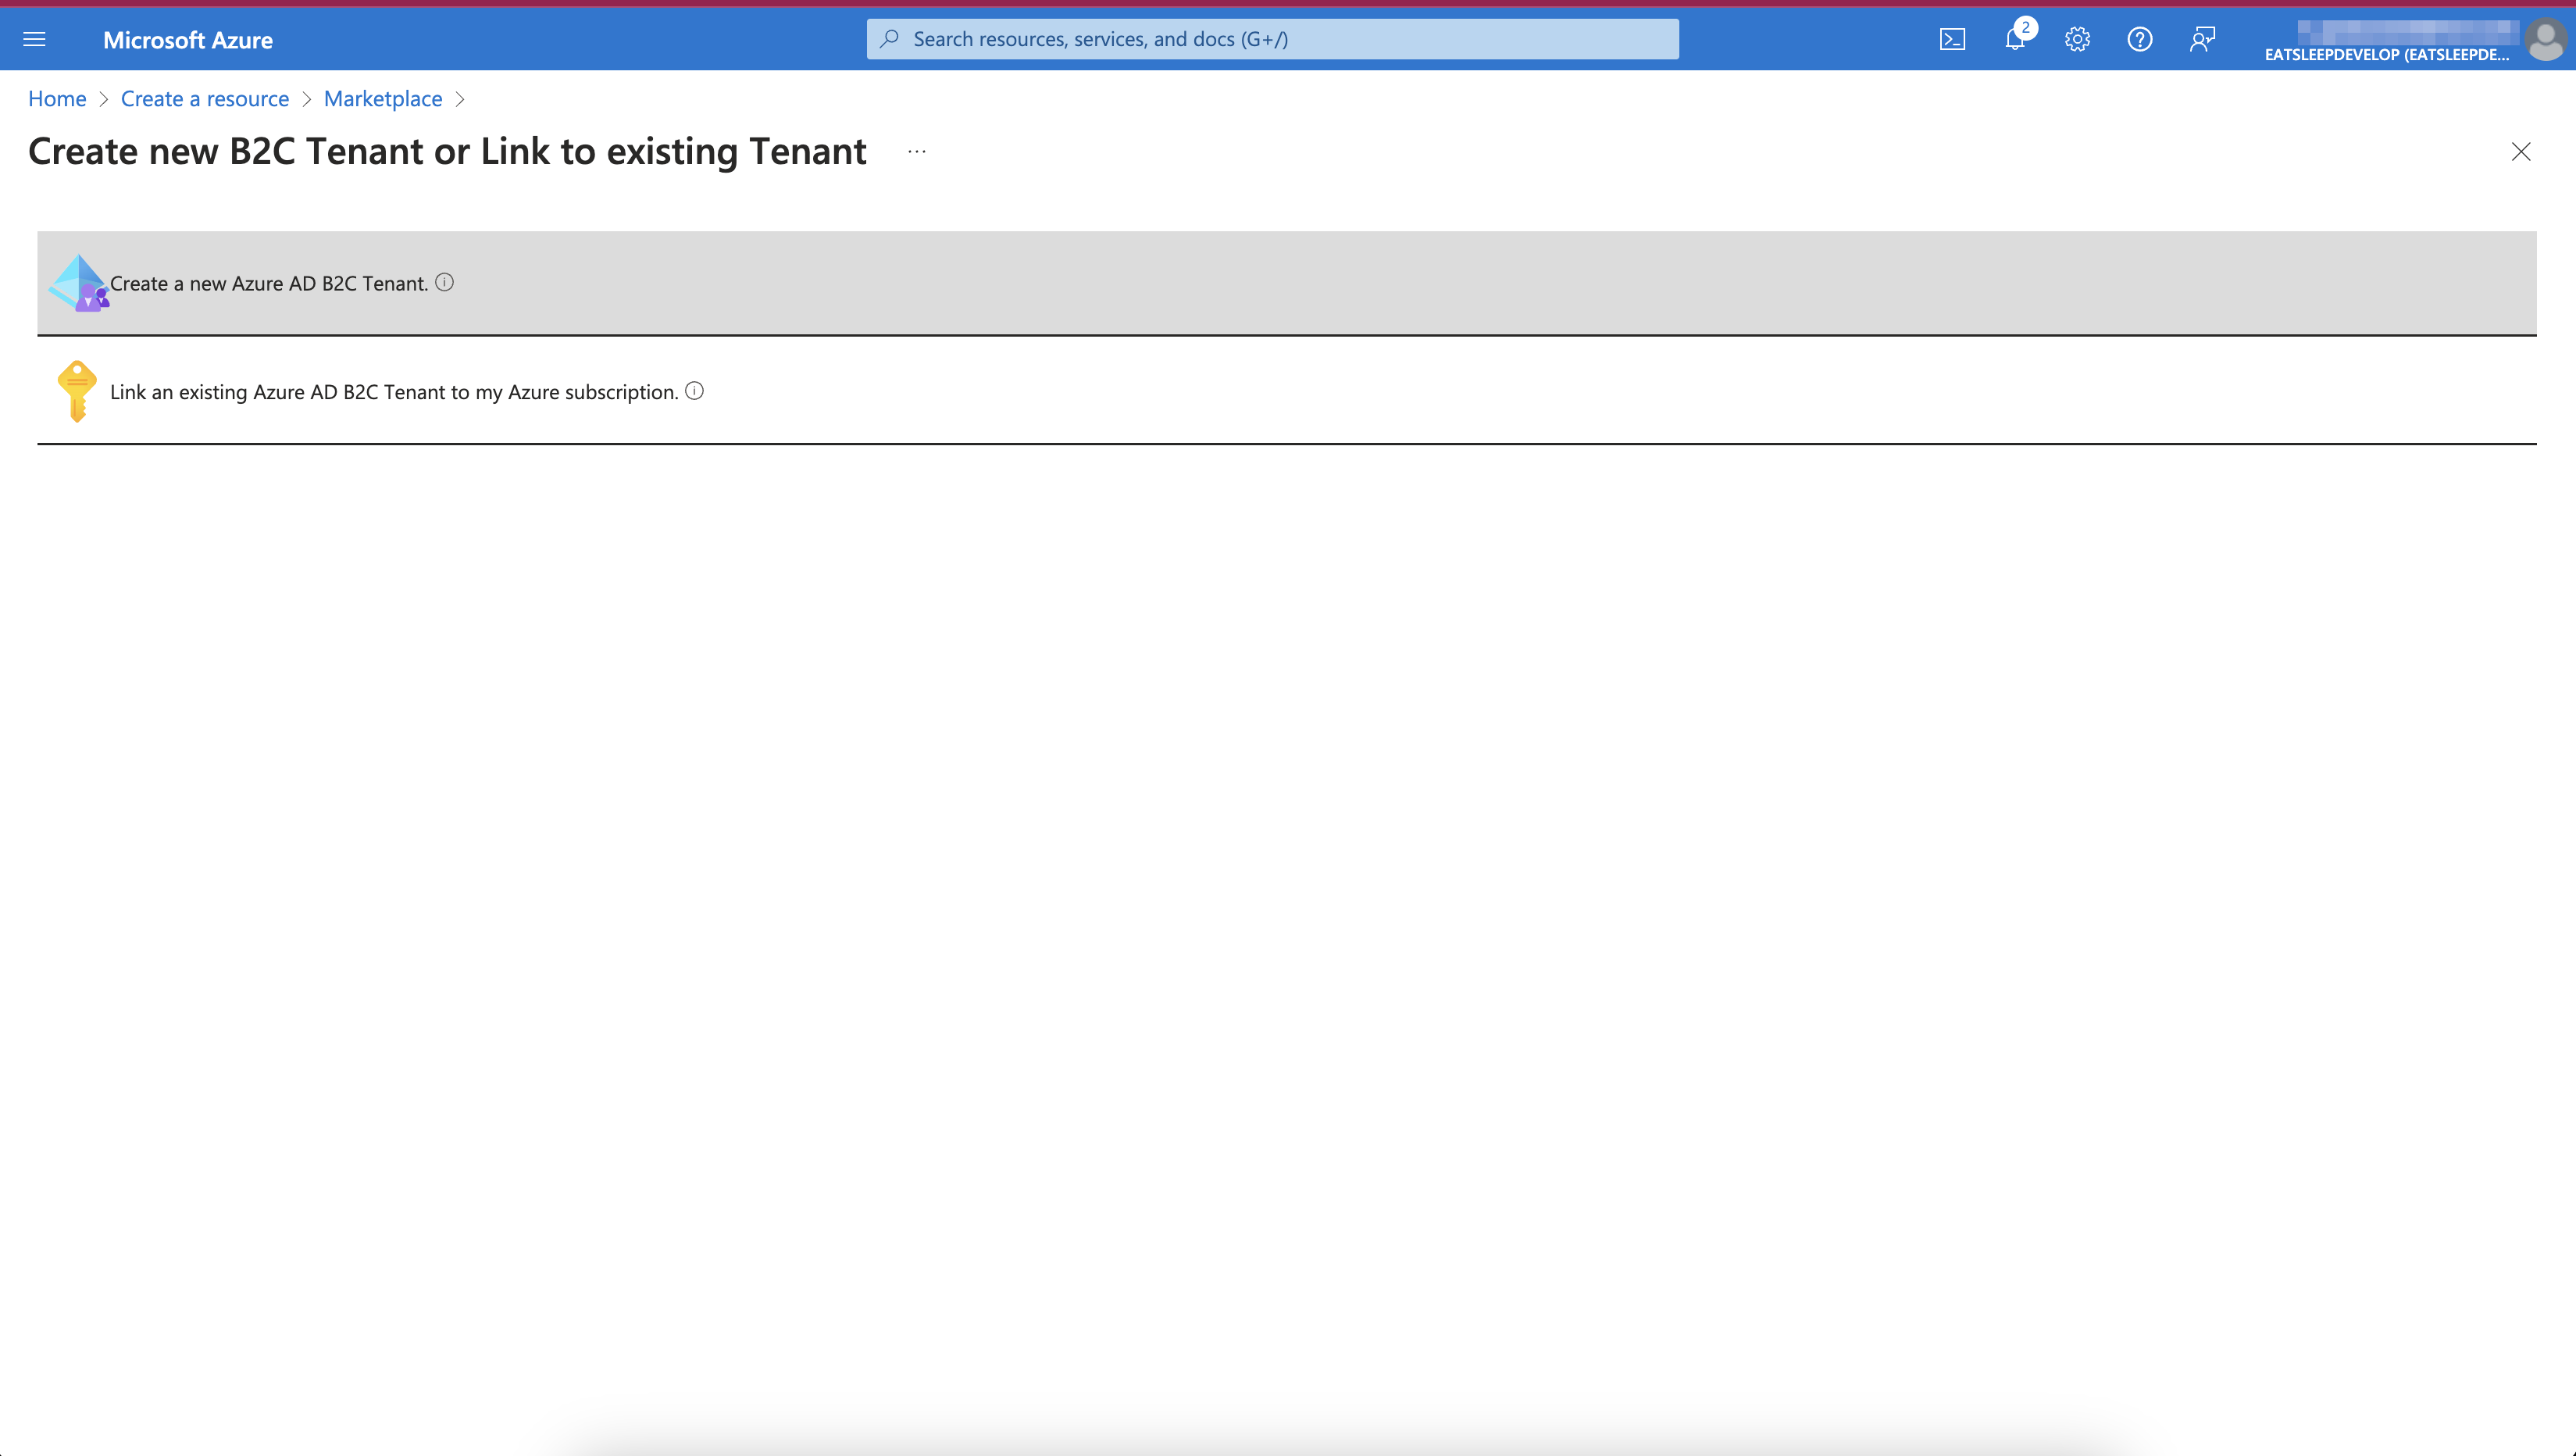 Microsoft Azure
Search resources, services, and docs (G+/)
2
EATSLEEPDEVELOP (EATSLEEPDE...
Home > Create a resource > Marketplace >
Create new B2C Tenant or Link to existing Tenant ...
Create a new Azure AD B2C Tenant.
Link an existing Azure AD B2C Tenant to my Azure subscription.